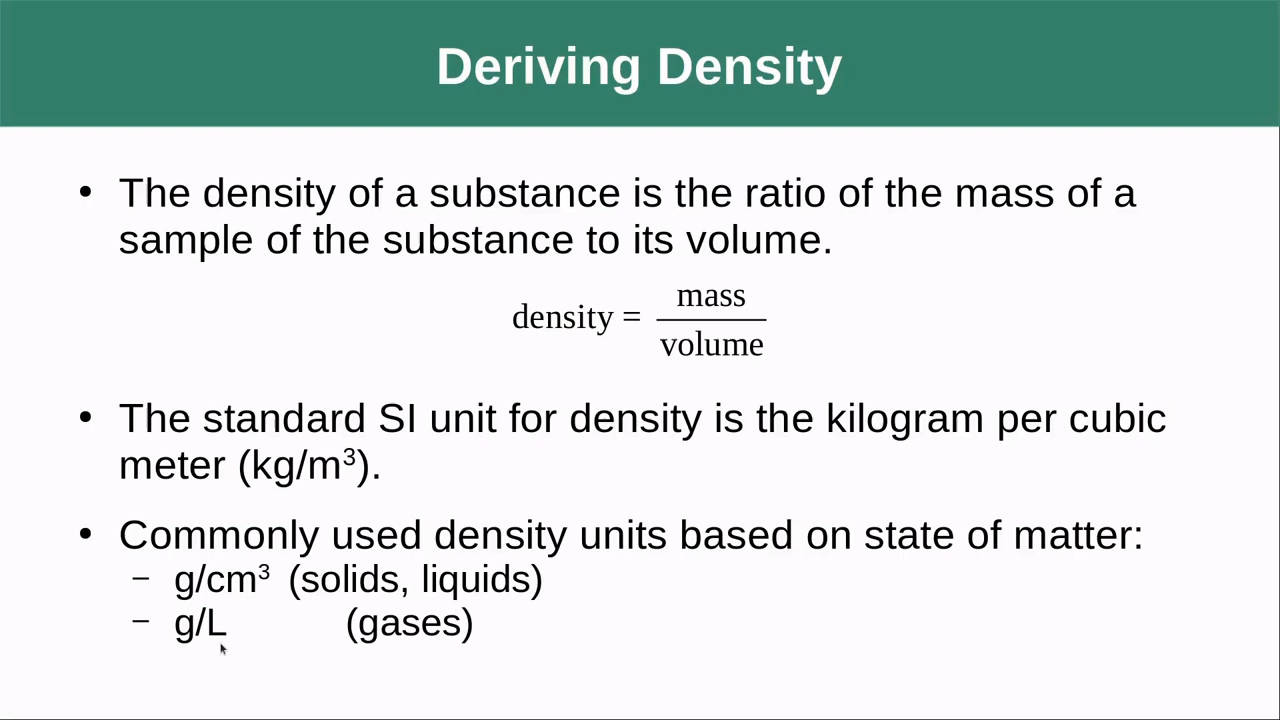 Deriving Density
• The density of a substance is the ratio of the mass of a
sample of the substance to its volume.
density = mass / volume
• The standard SI unit for density is the kilogram per cubic
meter (kg/m³).
• Commonly used density units based on state of matter:
– g/cm³ (solids, liquids)
– g/L (gases)